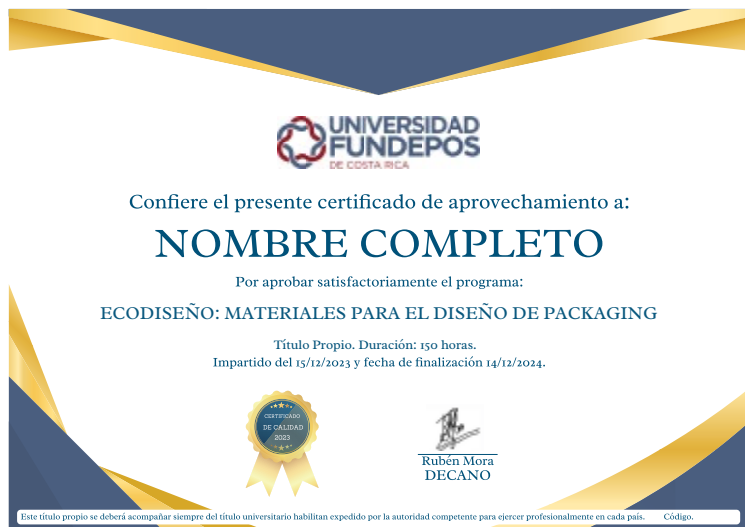 UNIVERSIDAD
FUNDEPOS
DE COSTA RICA
Confiere el presente certificado de aprovechamiento a:
NOMBRE COMPLETO
Por aprobar satisfactoriamente el programa:
ECODISEÑO: MATERIALES PARA EL DISEÑO DE PACKAGING
Título Propio. Duración: 150 horas.
Impartido del 15/12/2023 y fecha de finalización 14/12/2024.
CERTIFICADO
DE CALIDAD
2023
Rubén Mora
DECANO
Este título propio se deberá acompañar siempre del título universitario habilitan expedido por la autoridad competente para ejercer profesionalmente en cada país. Código.